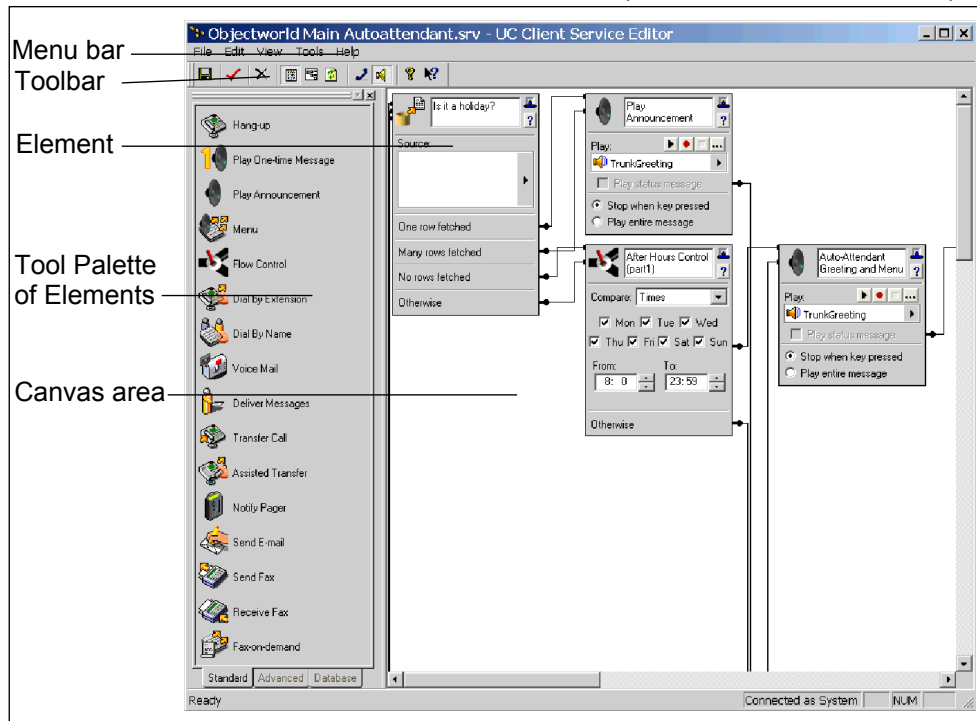 Objectworld Main Autoattendant.srv - UC Client Service Editor
Menu bar
File Edit View Tools Help
Toolbar
Element
Tool Palette
of Elements
Canvas area
Hang-up
Play One-time Message
Play Announcement
Menu
Flow Control
Dial by Extension
Dial By Name
Voice Mail
Deliver Messages
Transfer Call
Assisted Transfer
Notify Pager
Send E-mail
Send Fax
Receive Fax
Fax-on-demand
Standard Advanced Database
Is it a holiday?
Source:
One row fetched
Many rows fetched
No rows fetched
Otherwise
Play
Announcement
Play:
TrunkGreeting
Play status message
Stop when key pressed
Play entire message
After Hours Control
(part1)
Compare: Times
Mon Tue Wed
Thu Fri Sat Sun
From: To:
8: 0 23:59
Otherwise
Auto-Attendant
Greeting and Menu
Play:
TrunkGreeting
Play status message
Stop when key pressed
Play entire message
Ready
Connected as System NUM